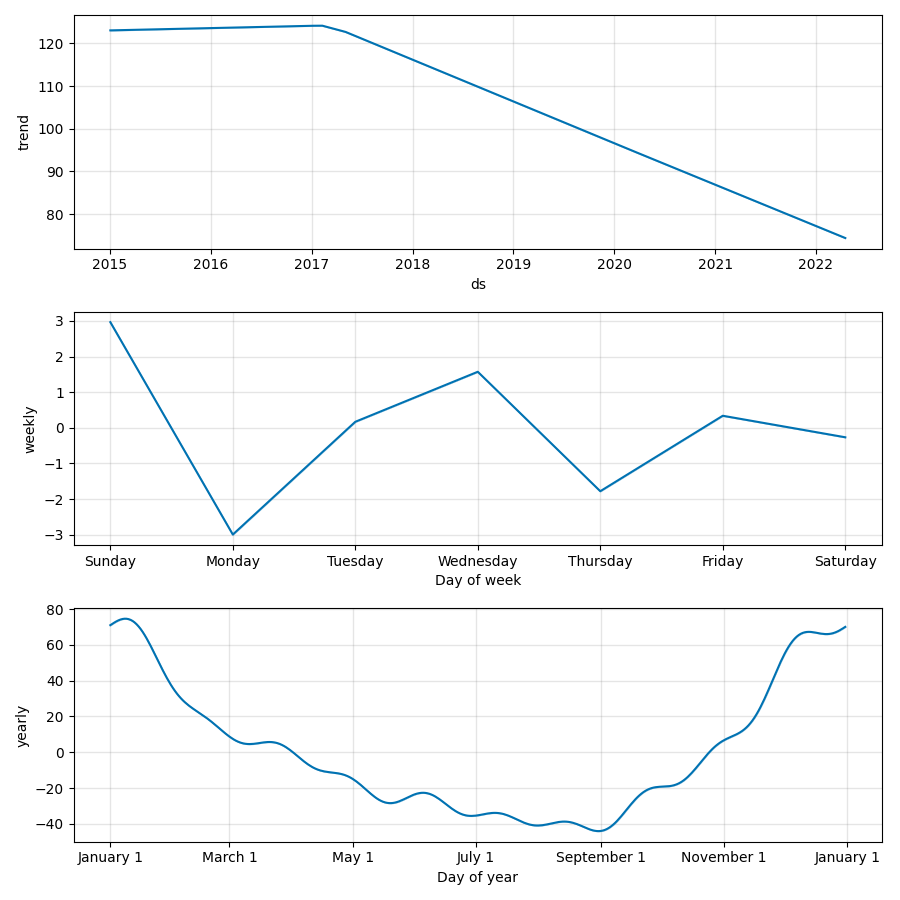 120
110
100
90
80
trend
2015 2016 2017 2018 2019 2020 2021 2022
ds
3
2
1
0
−1
−2
−3
weekly
Sunday Monday Tuesday Wednesday Thursday Friday Saturday
Day of week
80
60
40
20
0
−20
−40
yearly
January 1 March 1 May 1 July 1 September 1 November 1 January 1
Day of year